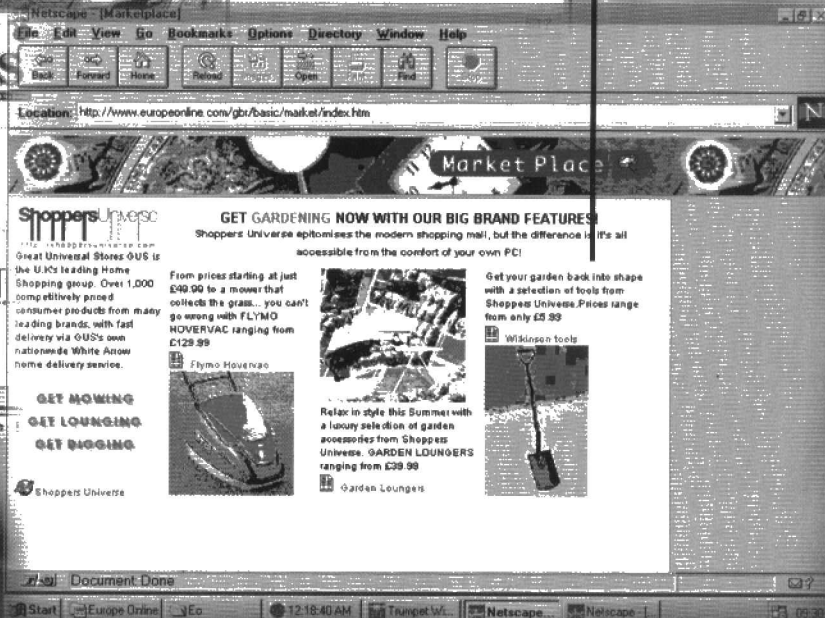 Netscape - [Marketplace]
File Edit View Go Bookmarks Options Directory Window Help
Back Forward Home Reload Open Find
Location: http://www.europeonline.com/gbr/basic/market/index.htm
Market Place
ShoppersUniverse
GET GARDENING NOW WITH OUR BIG BRAND FEATURES!
Shoppers Universe epitomises the modern shopping mall, but the difference is it's all
accessible from the comfort of your own PC!
Great Universal Stores GUS is
the U.K's leading Home
Shopping group. Over 1,000
competitively priced
consumer products from many
leading brands, with fast
delivery via GUS's own
nationwide White Arrow
home delivery service.
GET MOWING
GET LOUNGING
GET DIGGING
Shoppers Universe
From prices starting at just
£49.99 to a mower that
collects the grass... you can't
go wrong with FLYMO
HOVERVAC ranging from
£129.99
Flymo Hovervac
Relax in style this Summer with
a luxury selection of garden
accessories from Shoppers
Universe. GARDEN LOUNGERS
ranging from £39.99
Garden Loungers
Get your garden back into shape
with a selection of tools from
Shoppers Universe.Prices range
from only £5.99
Wilkinson tools
Document Done
Start Europe Online 12:18:40 AM Trumpet Wi... Netscape... Netscape - [ 09:30